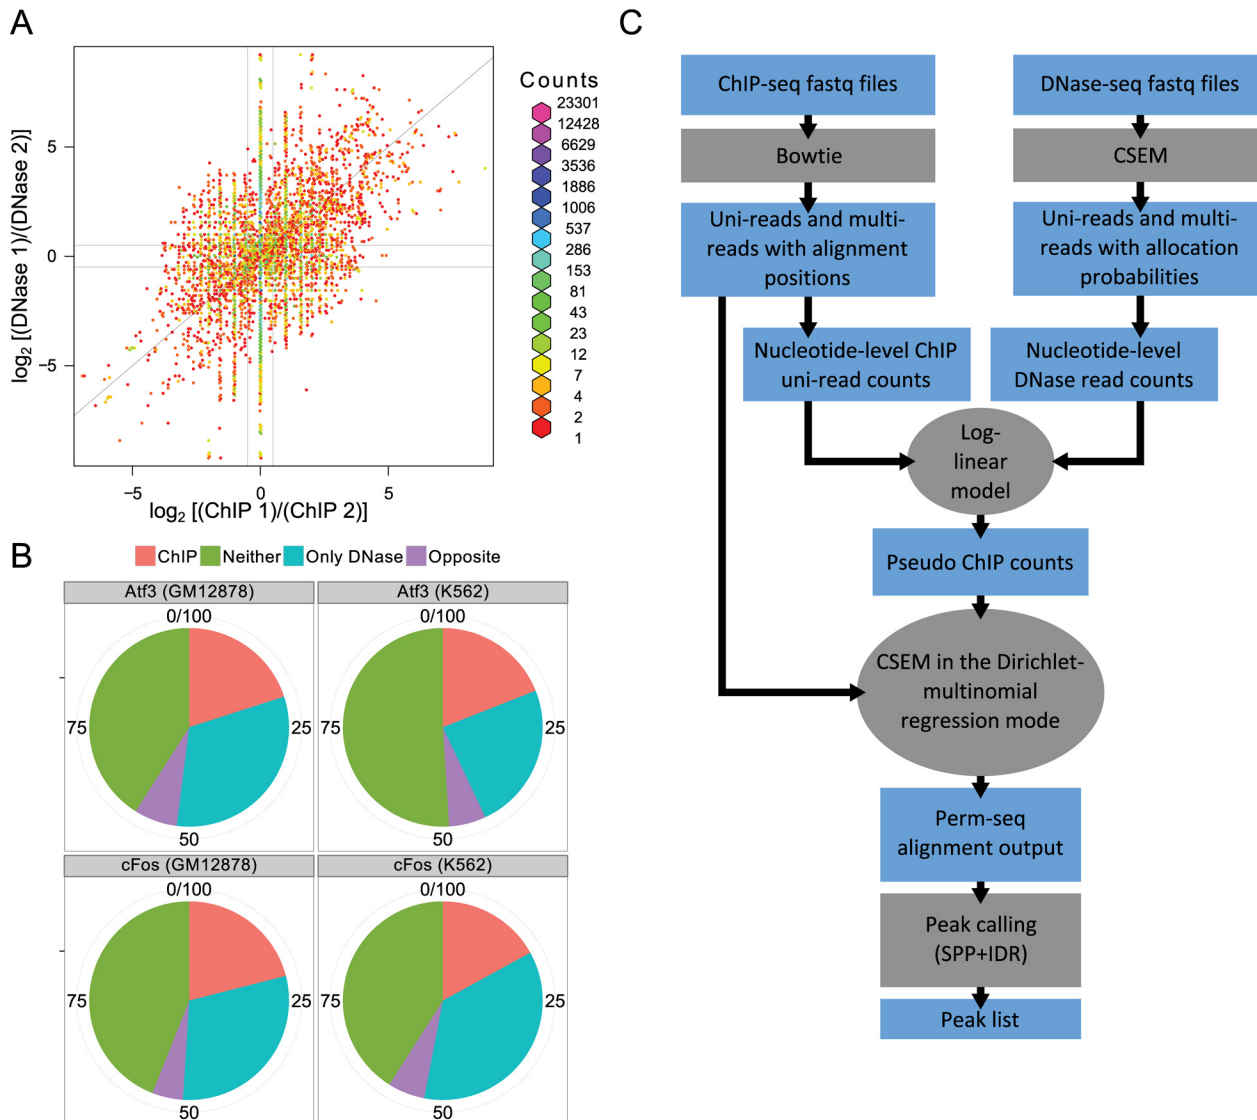 A
log2 [(DNase 1)/(DNase 2)]
5
0
−5
−5
0
5
log2 [(ChIP 1)/(ChIP 2)]
Counts
23301
12428
6629
3536
1886
1006
537
286
153
81
43
23
12
7
4
2
1
B
ChIP Neither Only DNase Opposite
Atf3 (GM12878)
0/100
25
50
75
Atf3 (K562)
0/100
25
50
75
cFos (GM12878)
0/100
25
50
75
cFos (K562)
0/100
25
50
75
C
ChIP-seq fastq files
DNase-seq fastq files
Bowtie
CSEM
Uni-reads and multi-
reads with alignment
positions
Uni-reads and multi-
reads with allocation
probabilities
Nucleotide-level ChIP
uni-read counts
Nucleotide-level
DNase read counts
Log-
linear
model
Pseudo ChIP counts
CSEM in the Dirichlet-
multinomial
regression mode
Perm-seq
alignment output
Peak calling
(SPP+IDR)
Peak list